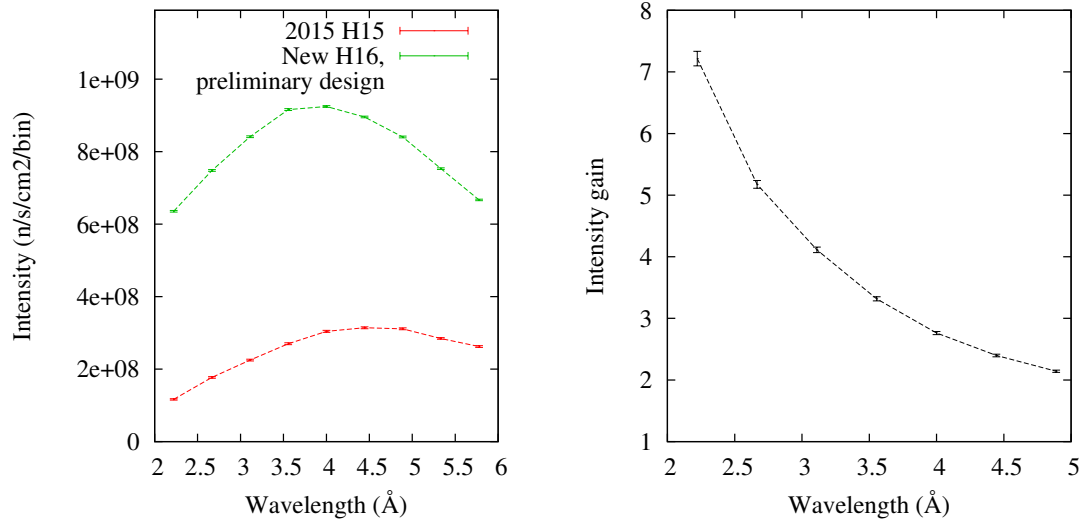 2015 H15
New H16,
preliminary design
Intensity (n/s/cm2/bin)
1e+09
8e+08
6e+08
4e+08
2e+08
0
2 2.5 3 3.5 4 4.5 5 5.5 6
Wavelength (Å)
Intensity gain
8
7
6
5
4
3
2
1
2 2.5 3 3.5 4 4.5 5
Wavelength (Å)